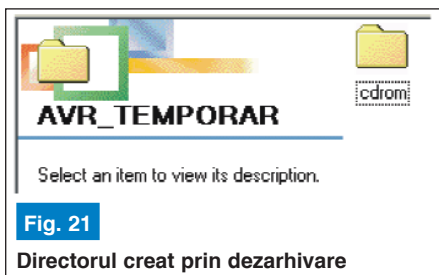 cdrom
AVR_TEMPORAR
Select an item to view its description.
Fig. 21
Directorul creat prin dezarhivare